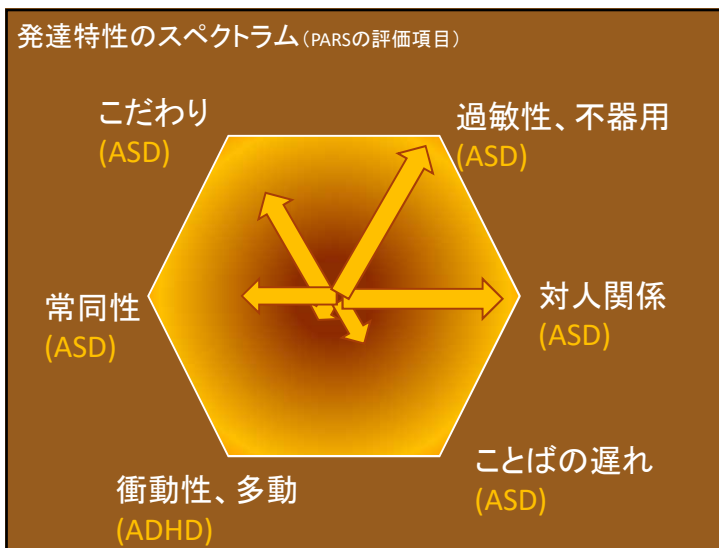 発達特性のスペクトラム(PARSの評価項目)
こだわり
(ASD)
過敏性、不器用
(ASD)
常同性
(ASD)
対人関係
(ASD)
衝動性、多動
(ADHD)
ことばの遅れ
(ASD)